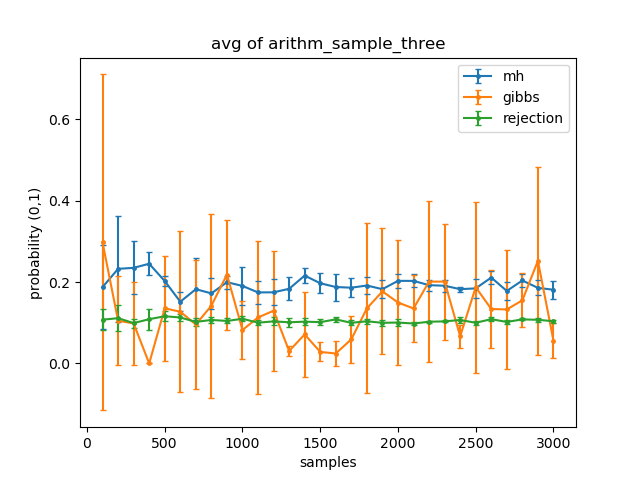 avg of arithm_sample_three
mh
gibbs
rejection
probability (0,1)
0.6
0.4
0.2
0.0
0 500 1000 1500 2000 2500 3000
samples